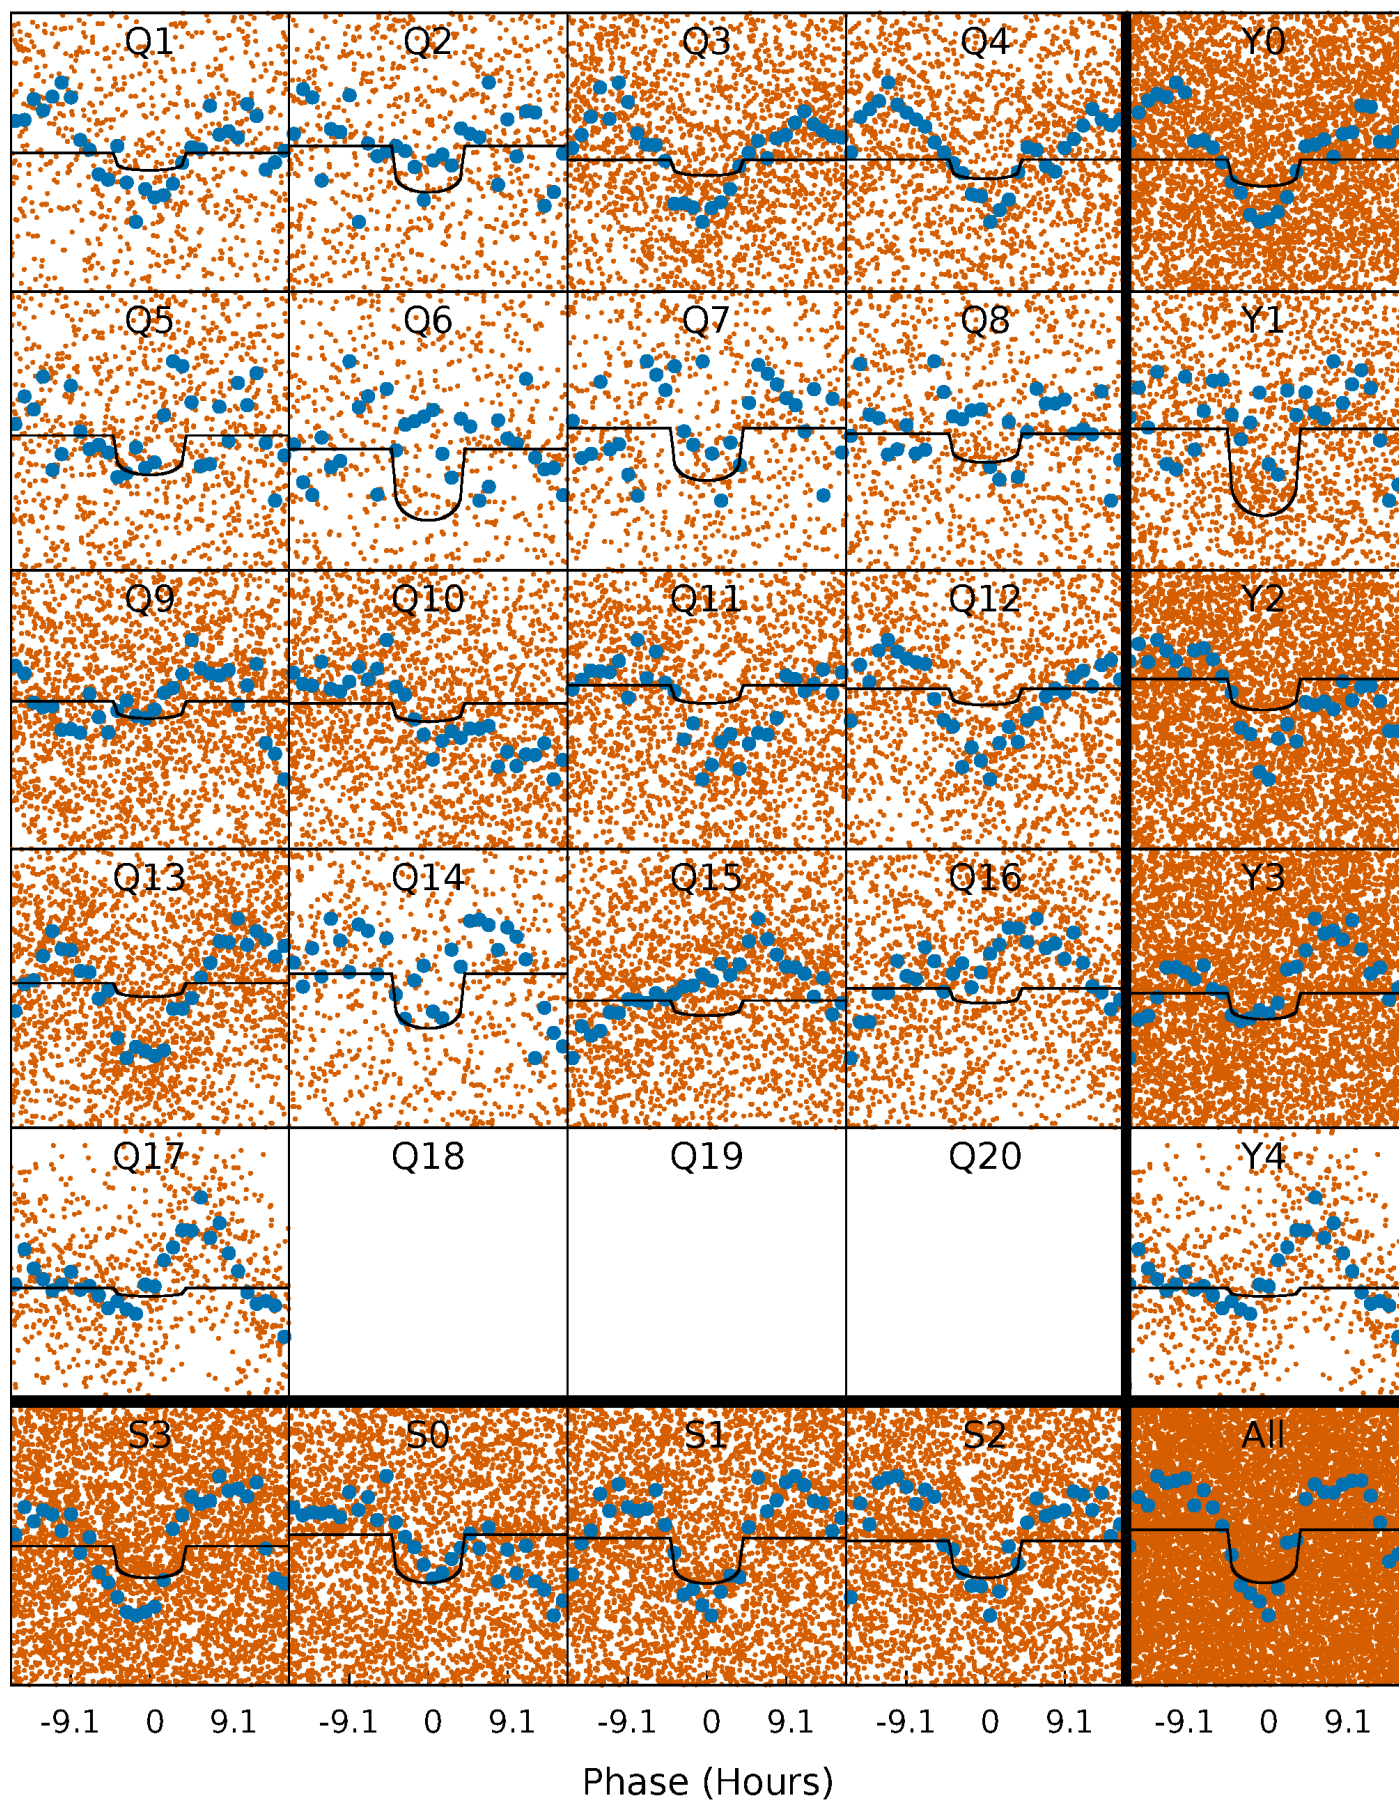 Q1 Q2 Q3 Q4 Y0
Q5 Q6 Q7 Q8 Y1
Q9 Q10 Q11 Q12 Y2
Q13 Q14 Q15 Q16 Y3
Q17 Q18 Q19 Q20 Y4
S3 S0 S1 S2 All
-9.1 0 9.1 -9.1 0 9.1 -9.1 0 9.1 -9.1 0 9.1 -9.1 0 9.1
Phase (Hours)